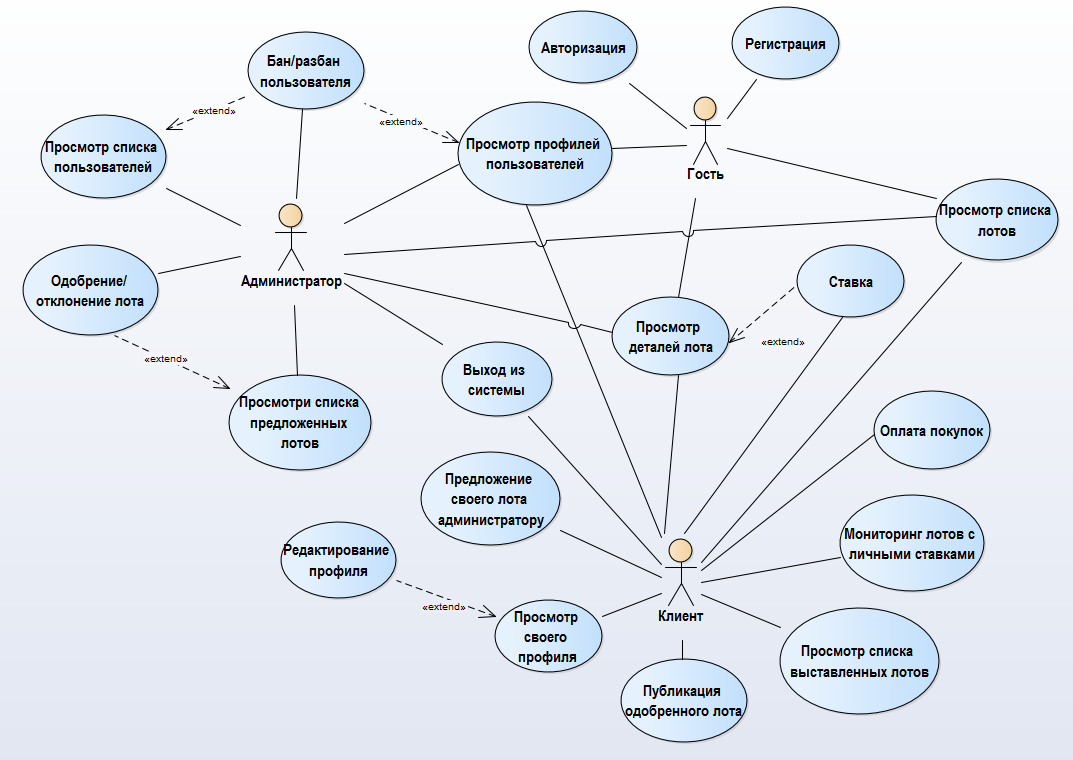 Авторизация
Регистрация
Бан/разбан
пользователя
«extend»
«extend»
Просмотр списка
пользователей
Просмотр профилей
пользователей
Гость
Просмотр списка
лотов
Администратор
Одобрение/
отклонение лота
Ставка
Просмотр
деталей лота
«extend»
«extend»
Выход из
системы
Просмотри списка
предложенных
лотов
Оплата покупок
Предложение
своего лота
администратору
Мониторинг лотов с
личными ставками
Редактирование
профиля
«extend»
Просмотр
своего
профиля
Клиент
Просмотр списка
выставленных лотов
Публикация
одобренного лота